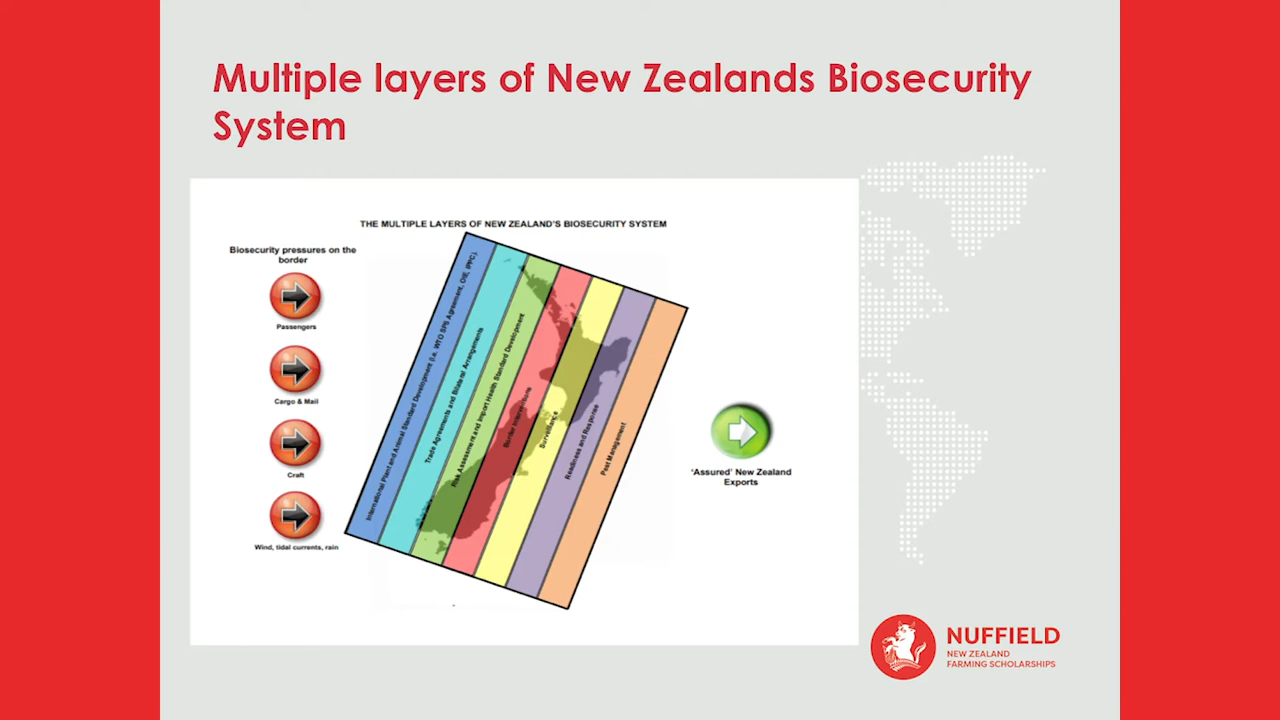 Multiple layers of New Zealands Biosecurity
System
THE MULTIPLE LAYERS OF NEW ZEALAND'S BIOSECURITY SYSTEM
Biosecurity pressures on the
border
Passengers
Cargo & Mail
Craft
Wind, tidal currents, rain
International Plant and Animal Standard Development (i.e. WTO SPS Agreement, OIE, IPPC).
Trade Agreements and Bilateral Arrangements
Risk Assessment and Import Health Standard Development
Border Interventions
Surveillance
Readiness and Response
Pest Management
'Assured' New Zealand
Exports
NUFFIELD
NEW ZEALAND
FARMING SCHOLARSHIPS